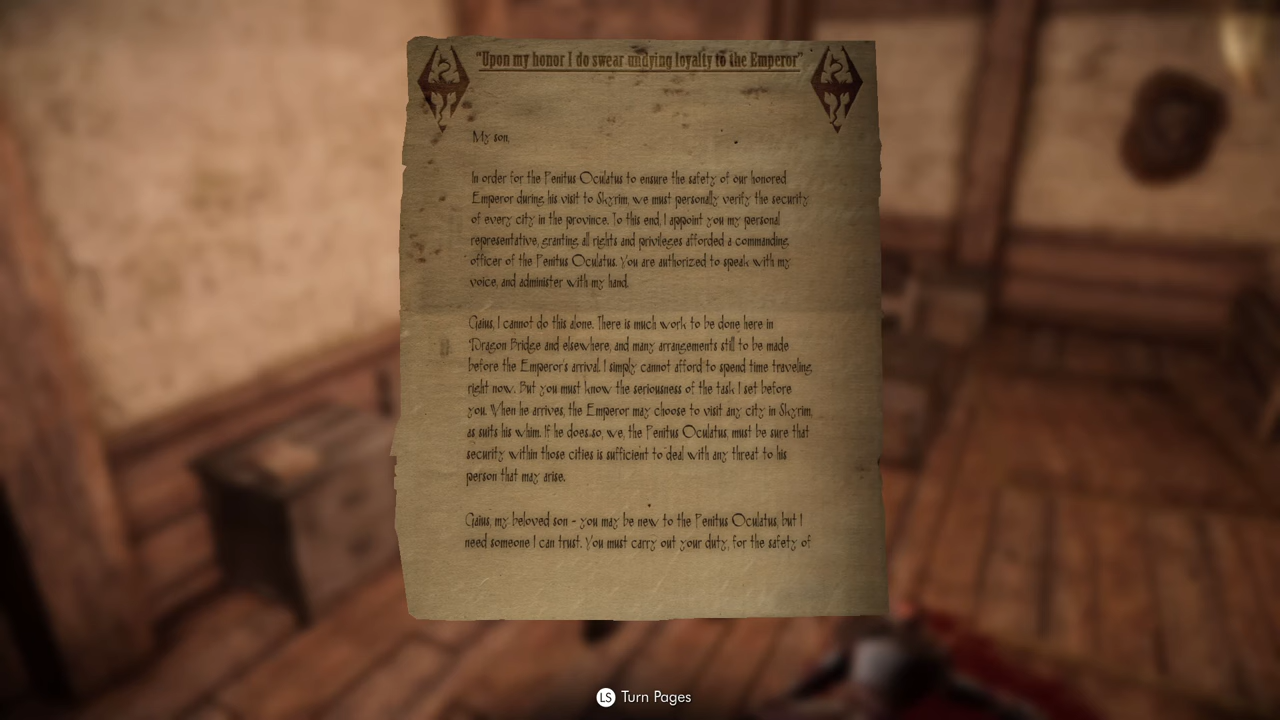 "Upon my honor I do swear undying loyalty to the Emperor"
My son,
In order for the Penitus Oculatus to ensure the safety of our honored
Emperor during his visit to Skyrim, we must personally verify the security
of every city in the province. To this end, I appoint you my personal
representative, granting all rights and privileges afforded a commanding
officer of the Penitus Oculatus. You are authorized to speak with my
voice, and administer with my hand.
Gaius, I cannot do this alone. There is much work to be done here in
Dragon Bridge and elsewhere, and many arrangements still to be made
before the Emperor's arrival. I simply cannot afford to spend time traveling
right now. But you must know the seriousness of the task I set before
you. When he arrives, the Emperor may choose to visit any city in Skyrim,
as suits his whim. If he does so, we, the Penitus Oculatus, must be sure that
security within those cities is sufficient to deal with any threat to his
person that may arise.
Gaius, my beloved son - you may be new to the Penitus Oculatus, but I
need someone I can trust. You must carry out your duty, for the safety of
LS Turn Pages